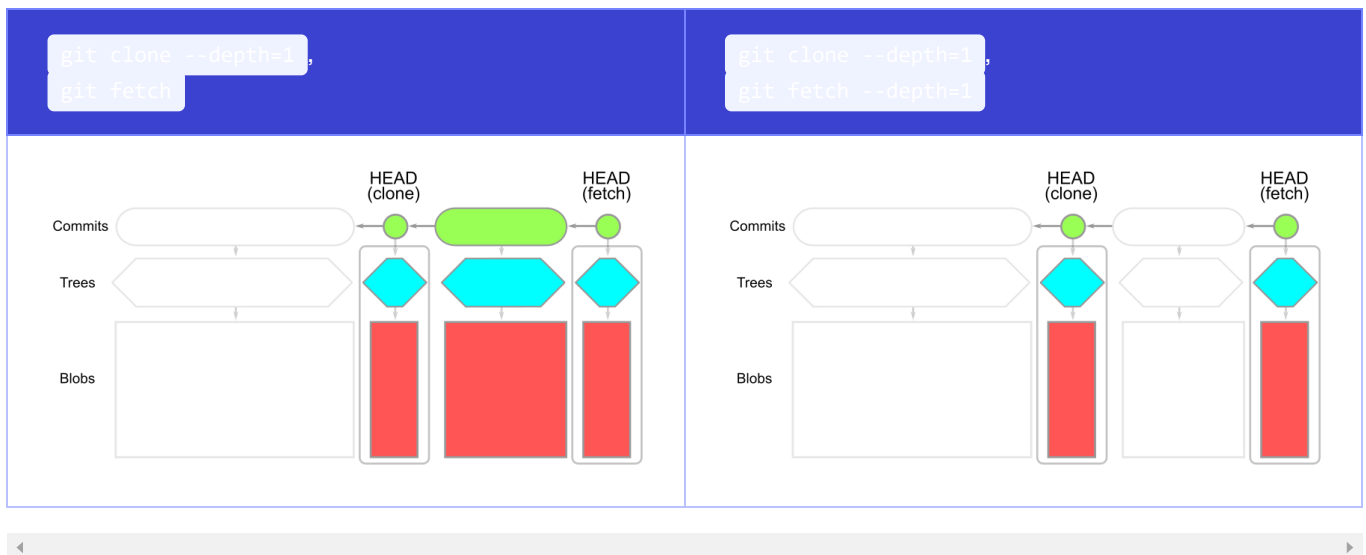 git clone --depth=1,
git fetch
git clone --depth=1,
git fetch --depth=1
HEAD
(clone)
HEAD
(fetch)
Commits
Trees
Blobs
HEAD
(clone)
HEAD
(fetch)
Commits
Trees
Blobs